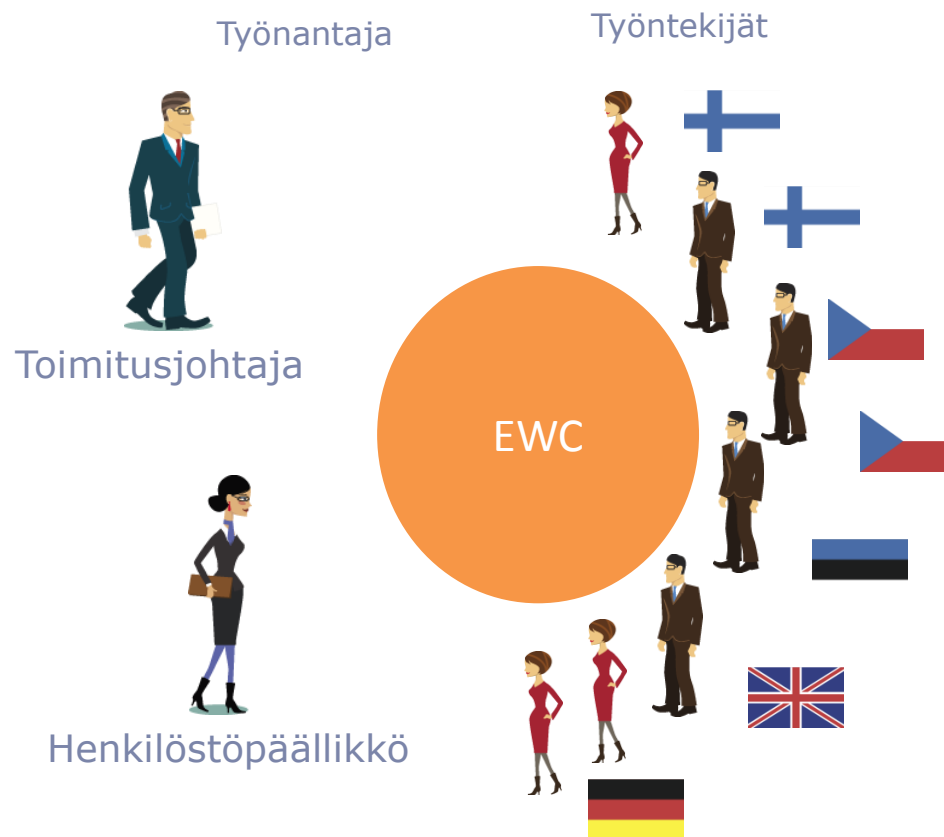 Työnantaja
Työntekijät
Toimitusjohtaja
EWC
Henkilöstöpäällikkö